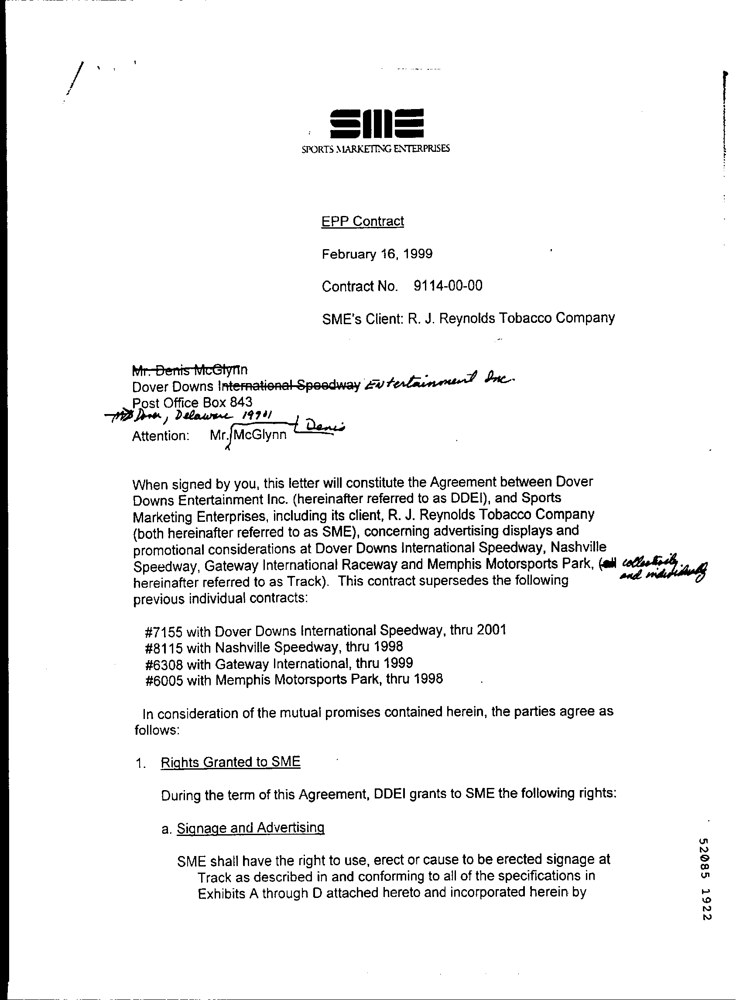 SME
SPORTS MARKETING ENTERPRISES
EPP Contract
February 16, 1999
Contract No. 9114-00-00
SME's Client: R. J. Reynolds Tobacco Company
Mr. Denis McGlynn
Dover Downs International Speedway Entertainment Inc.
Post Office Box 843
Dover, Delaware 19901
Attention: Mr. McGlynn Denis
When signed by you, this letter will constitute the Agreement between Dover
Downs Entertainment Inc. (hereinafter referred to as DDEI), and Sports
Marketing Enterprises, including its client, R. J. Reynolds Tobacco Company
(both hereinafter referred to as SME), concerning advertising displays and
promotional considerations at Dover Downs International Speedway, Nashville
Speedway, Gateway International Raceway and Memphis Motorsports Park, (all collectively
and individually
hereinafter referred to as Track). This contract supersedes the following
previous individual contracts:
#7155 with Dover Downs International Speedway, thru 2001
#8115 with Nashville Speedway, thru 1998
#6308 with Gateway International, thru 1999
#6005 with Memphis Motorsports Park, thru 1998
In consideration of the mutual promises contained herein, the parties agree as
follows:
1. Rights Granted to SME
During the term of this Agreement, DDEI grants to SME the following rights:
a. Signage and Advertising
SME shall have the right to use, erect or cause to be erected signage at
Track as described in and conforming to all of the specifications in
Exhibits A through D attached hereto and incorporated herein by
52085 1922